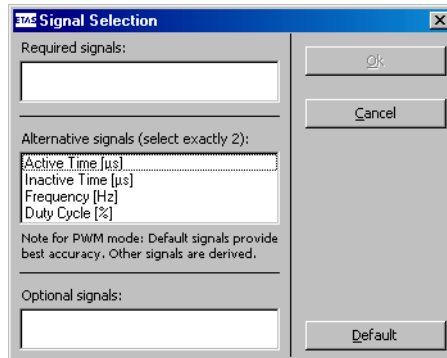 ETAS Signal Selection
Required signals:
Ok
Cancel
Alternative signals (select exactly 2):
Active Time [µs]
Inactive Time [µs]
Frequency [Hz]
Duty Cycle [%]
Note for PWM mode: Default signals provide
best accuracy. Other signals are derived.
Optional signals:
Default